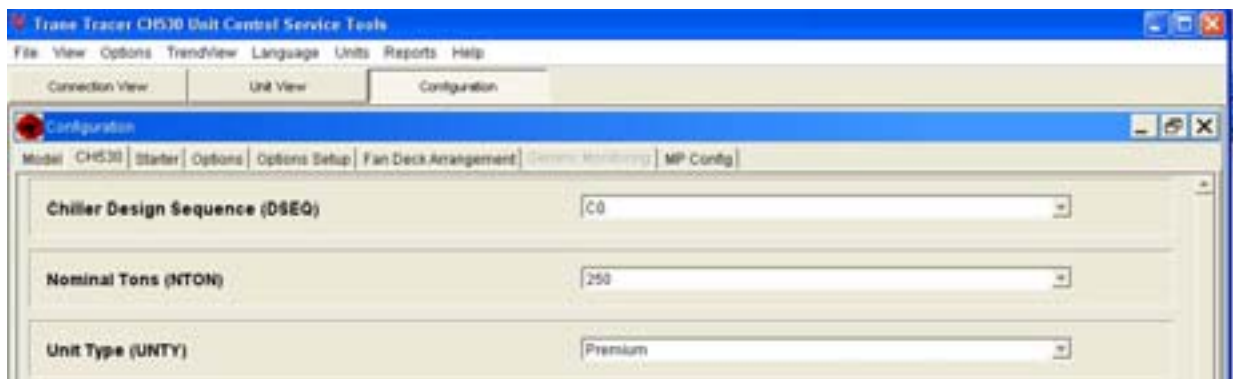 Trane Tracer CH530 Unit Control Service Tools
File View Options TrendView Language Units Reports Help
Connection View Unit View Configuration
Configuration
Model CH530 Starter Options Options Setup Fan Deck Arrangement MP Config
Chiller Design Sequence (DSEQ) C0
Nominal Tons (NTON) 250
Unit Type (UNTY) Premium